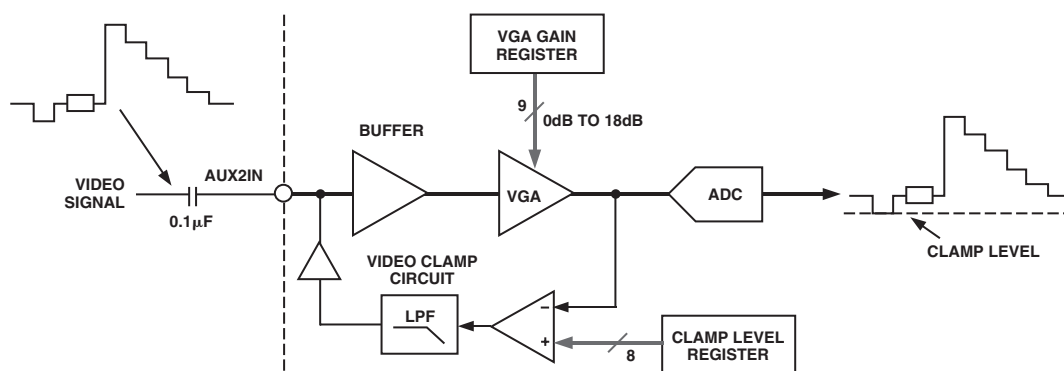 VGA GAIN
REGISTER
9
0dB TO 18dB
BUFFER
VIDEO
SIGNAL
AUX2IN
0.1μF
VGA
ADC
CLAMP LEVEL
VIDEO CLAMP
CIRCUIT
LPF
–
+
8
CLAMP LEVEL
REGISTER